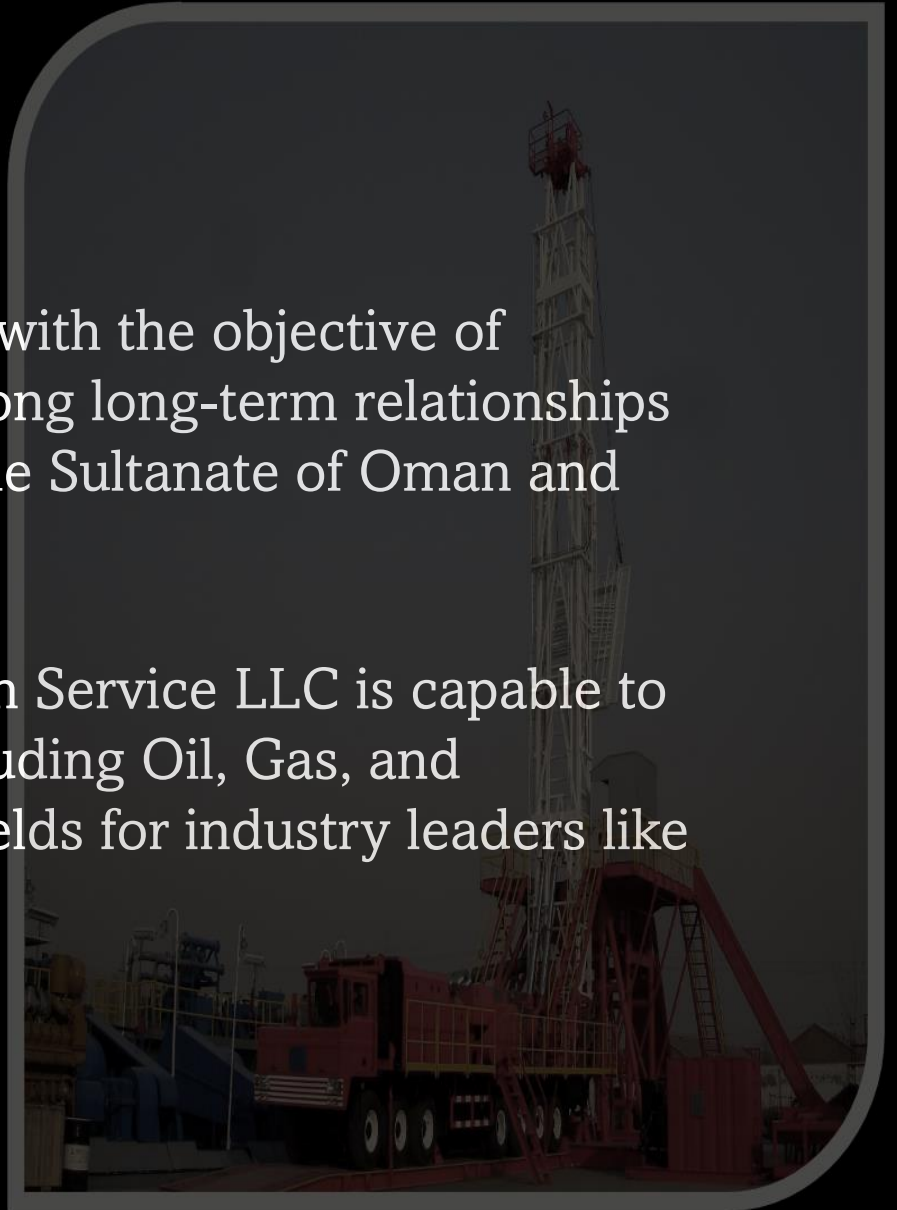 with the objective of
ong long-term relationships
e Sultanate of Oman and
n Service LLC is capable to
uding Oil, Gas, and
elds for industry leaders like